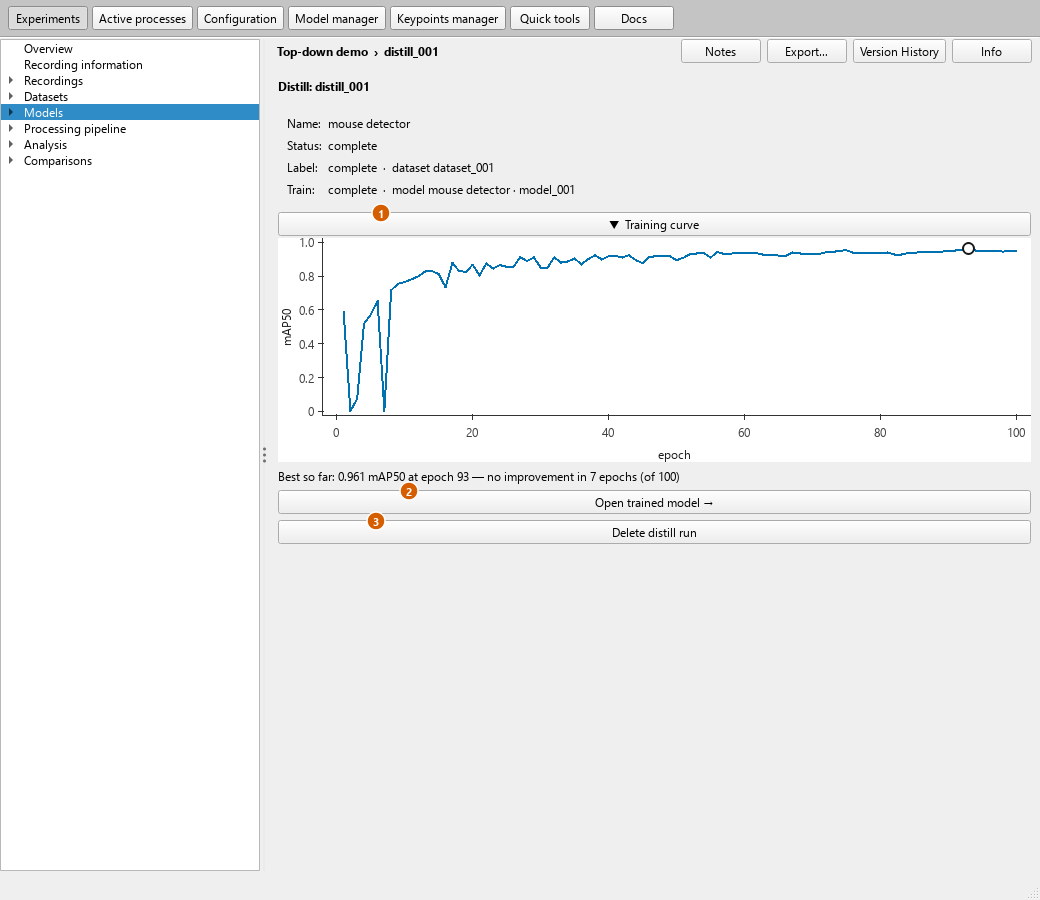 Experiments Active processes Configuration Model manager Keypoints manager Quick tools Docs
Overview
Recording information
Recordings
Datasets
Models
Processing pipeline
Analysis
Comparisons
Top-down demo › distill_001
Notes Export... Version History Info
Distill: distill_001
Name: mouse detector
Status: complete
Label: complete · dataset dataset_001
Train: complete · model mouse detector · model_001
1
▼ Training curve
1.0
0.8
0.6
0.4
0.2
0
mAP50
0 20 40 60 80 100
epoch
Best so far: 0.961 mAP50 at epoch 93 — no improvement in 7 epochs (of 100)
2
Open trained model →
3
Delete distill run